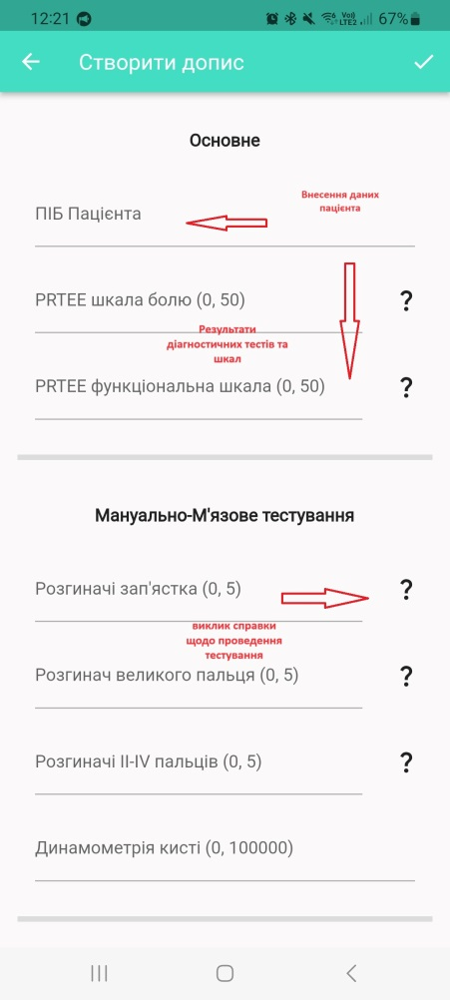 12:21
Vo)) LTE2 67%
Створити допис
Основне
Внесення даних
пацієнта
ПІБ Пацієнта
PRTEE шкала болю (0, 50)
?
Результати
діагностичних тестів та
шкал
PRTEE функціональна шкала (0, 50)
?
Мануально-М'язове тестування
Розгиначі зап'ястка (0, 5)
?
виклик справки
щодо проведення
тестування
Розгинач великого пальця (0, 5)
?
Розгиначі II-IV пальців (0, 5)
?
Динамометрія кисті (0, 100000)